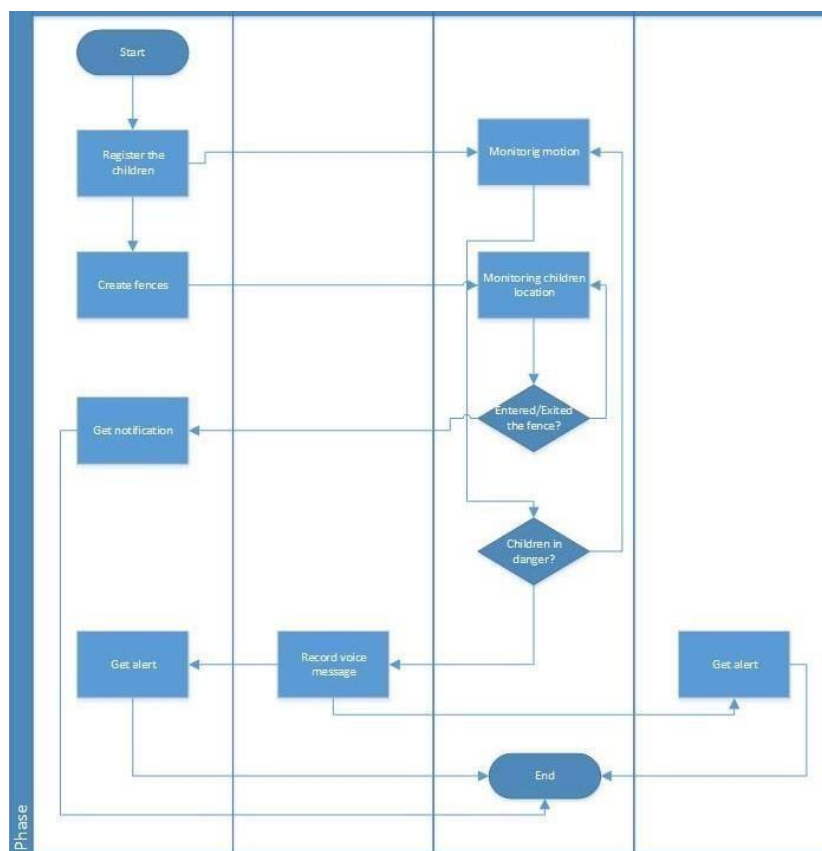 Start
Register the
children
Monitorig motion
Create fences
Monitoring children
location
Entered/Exited
the fence?
Get notification
Children in
danger?
Get alert
Record voice
message
Get alert
End
Phase